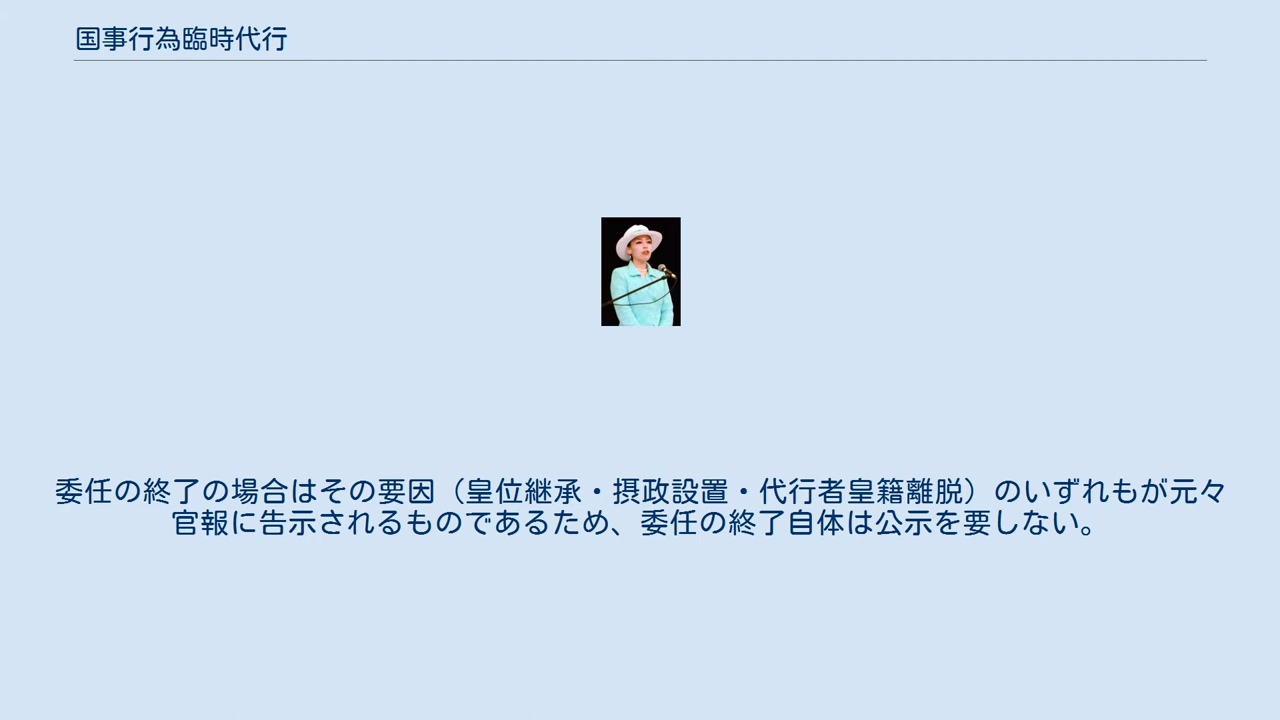 国事行為臨時代行
委任の終了の場合はその要因（皇位継承・摂政設置・代行者皇籍離脱）のいずれもが元々
官報に告示されるものであるため、委任の終了自体は公示を要しない。